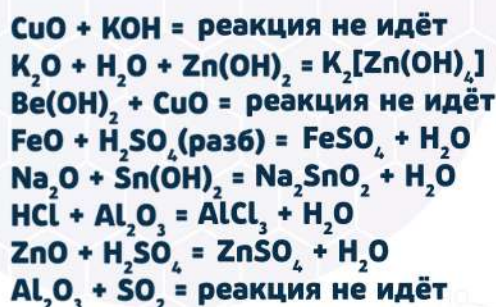 CuO + KOH = реакция не идёт
K₂O + H₂O + Zn(OH)₂ = K₂[Zn(OH)₄]
Be(OH)₂ + CuO = реакция не идёт
FeO + H₂SO₄(разб) = FeSO₄ + H₂O
Na₂O + Sn(OH)₂ = Na₂SnO₂ + H₂O
HCl + Al₂O₃ = AlCl₃ + H₂O
ZnO + H₂SO₄ = ZnSO₄ + H₂O
Al₂O₃ + SO₂ = реакция не идёт